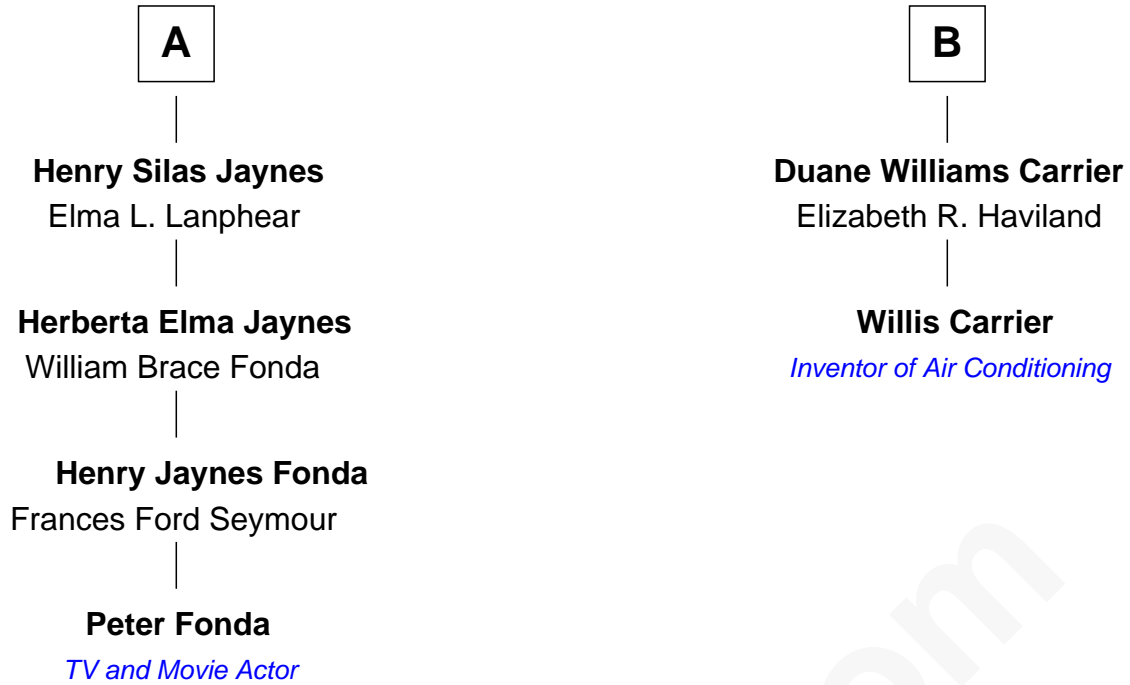 A
Henry Silas Jaynes
Elma L. Lanphear
Herberta Elma Jaynes
William Brace Fonda
Henry Jaynes Fonda
Frances Ford Seymour
Peter Fonda
TV and Movie Actor
B
Duane Williams Carrier
Elizabeth R. Haviland
Willis Carrier
Inventor of Air Conditioning
om